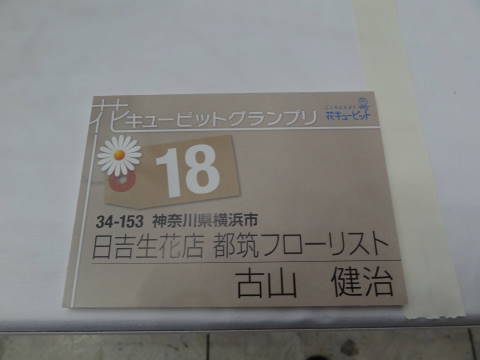 花キューピットグランプリ
花キューピット
18
34-153 神奈川県横浜市
日吉生花店 都筑フローリスト
古山 健治